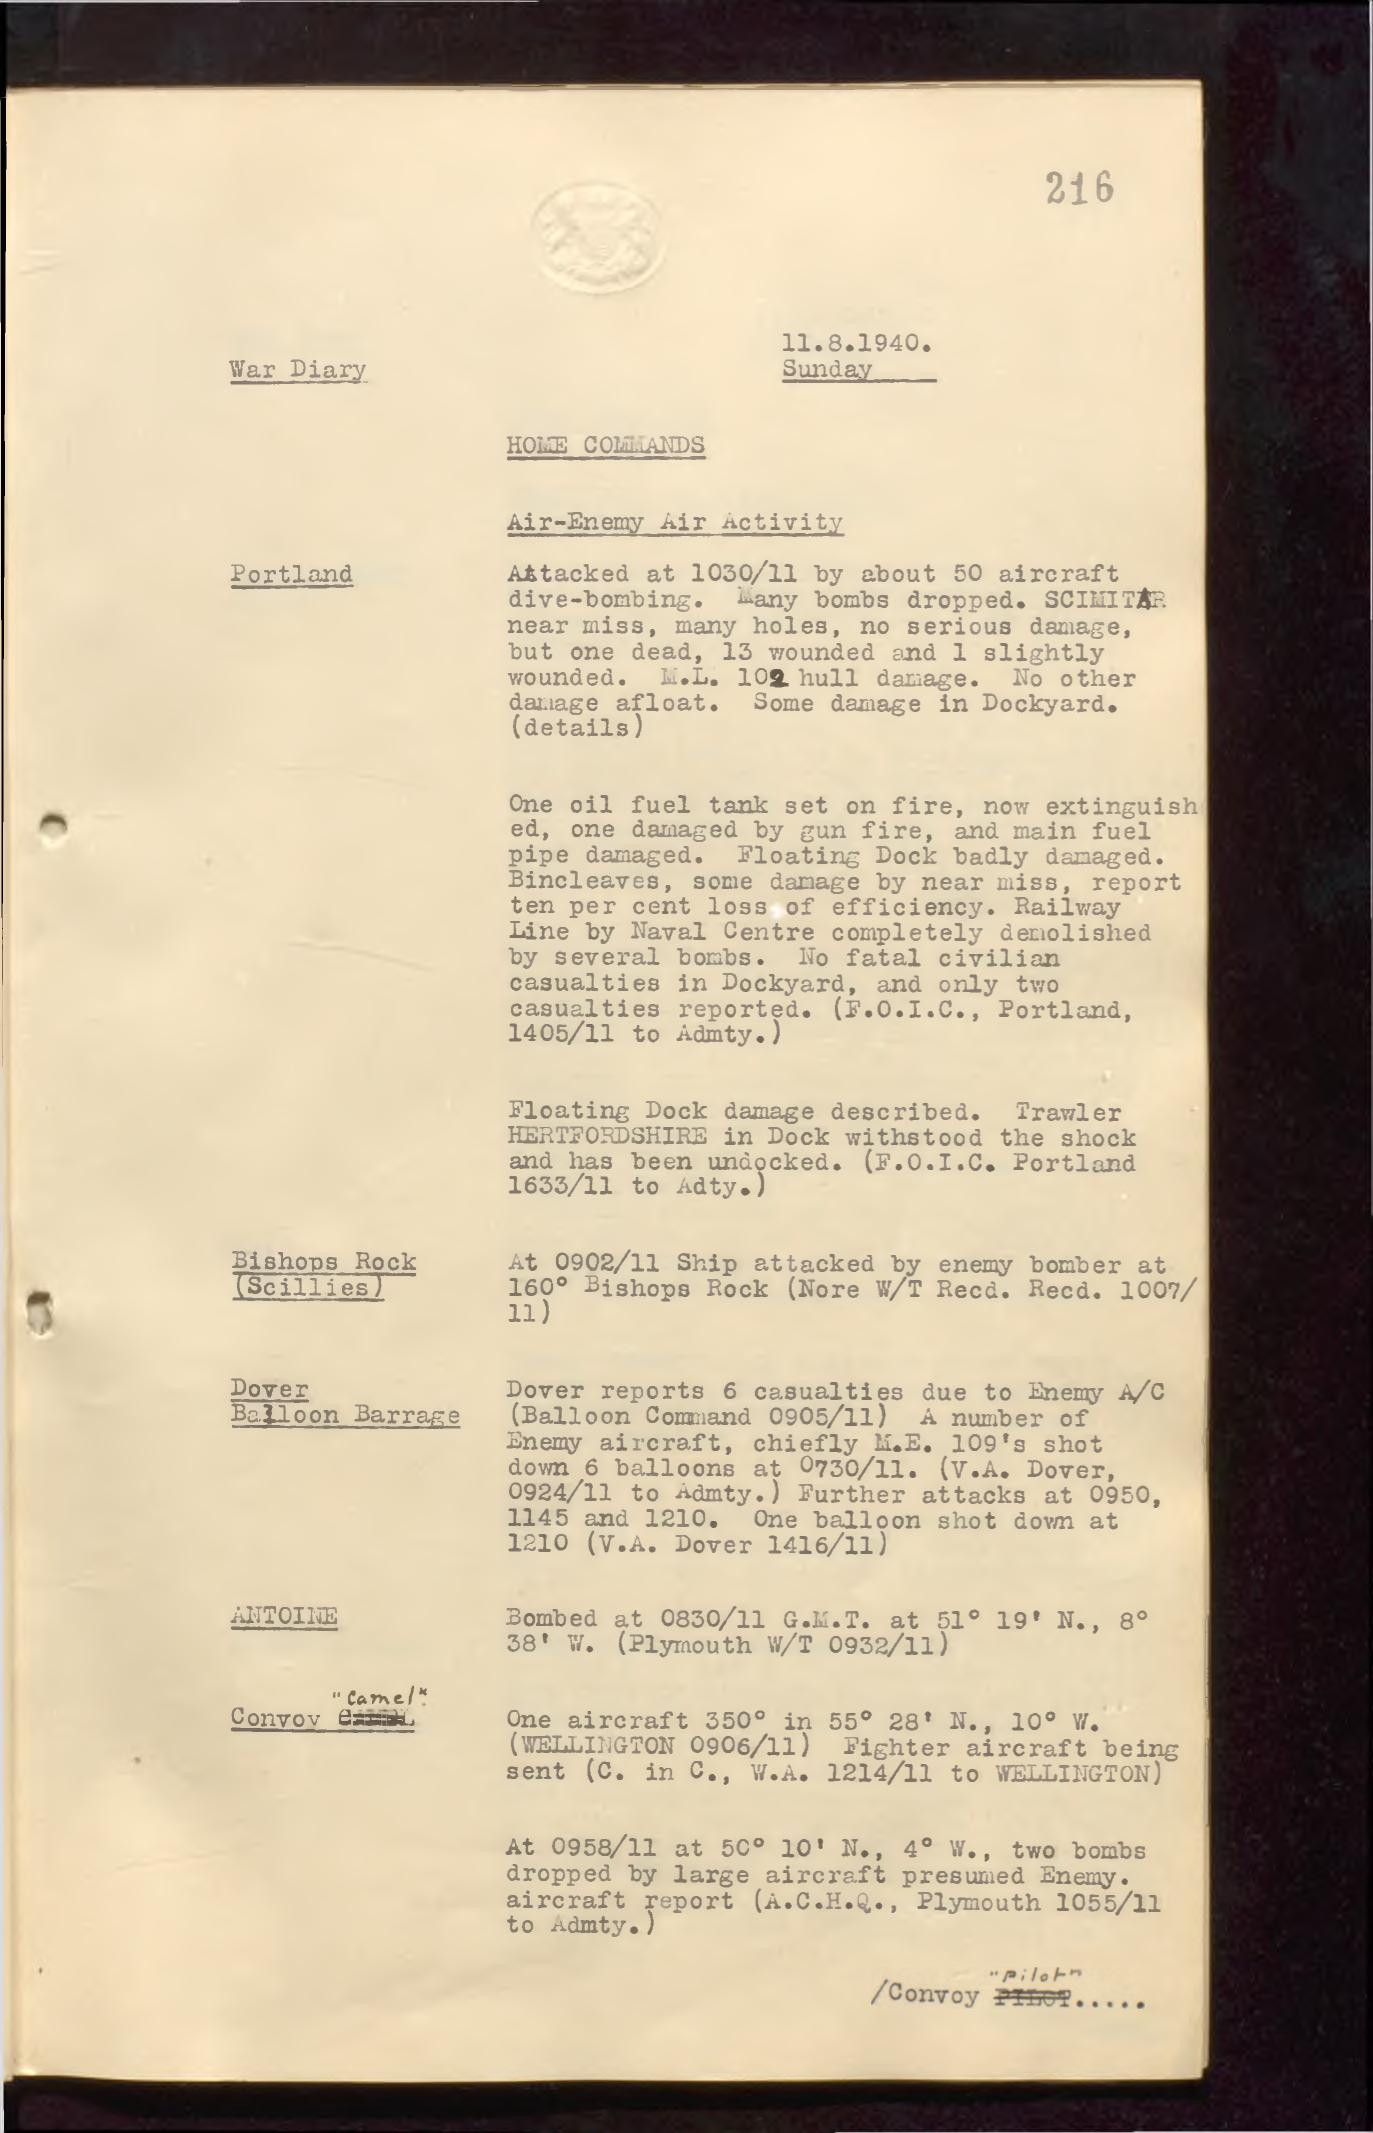 216
11.8.1940.
War Diary
Sunday
HOME COMMANDS
Air-Enemy Air Activity
Portland
Attacked at 1030/11 by about 50 aircraft
dive-bombing. Many bombs dropped. SCIMITAR
near miss, many holes, no serious damage,
but one dead, 13 wounded and 1 slightly
wounded. M.L. 102 hull damage. No other
damage afloat. Some damage in Dockyard.
(details)
One oil fuel tank set on fire, now extinguish
ed, one damaged by gun fire, and main fuel
pipe damaged. Floating Dock badly damaged.
Bincleaves, some damage by near miss, report
ten per cent loss of efficiency. Railway
Line by Naval Centre completely demolished
by several bombs. No fatal civilian
casualties in Dockyard, and only two
casualties reported. (F.O.I.C., Portland,
1405/11 to Admty.)
Floating Dock damage described. Trawler
HERTFORDSHIRE in Dock withstood the shock
and has been undocked. (F.O.I.C. Portland
1633/11 to Adty.)
Bishops Rock
(Scillies)
At 0902/11 Ship attacked by enemy bomber at
160° Bishops Rock (Nore W/T Recd. Recd. 1007/
11)
Dover
Balloon Barrage
Dover reports 6 casualties due to Enemy A/C
(Balloon Command 0905/11) A number of
Enemy aircraft, chiefly M.E. 109's shot
down 6 balloons at 0730/11. (V.A. Dover,
0924/11 to Admty.) Further attacks at 0950,
1145 and 1210. One balloon shot down at
1210 (V.A. Dover 1416/11)
ANTOINE
Bombed at 0830/11 G.M.T. at 51° 19' N., 8°
38' W. (Plymouth W/T 0932/11)
"Camel".
Convoy CAMEL
One aircraft 350° in 55° 28' N., 10° W.
(WELLINGTON 0906/11) Fighter aircraft being
sent (C. in C., W.A. 1214/11 to WELLINGTON)
At 0958/11 at 50° 10' N., 4° W., two bombs
dropped by large aircraft presumed Enemy.
aircraft report (A.C.H.Q., Plymouth 1055/11
to Admty.)
"Pilot"
/Convoy PILOT.....